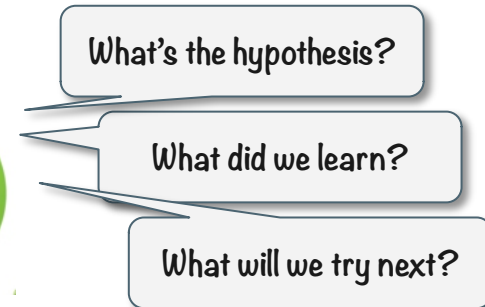 What's the hypothesis?
What did we learn?
What will we try next?